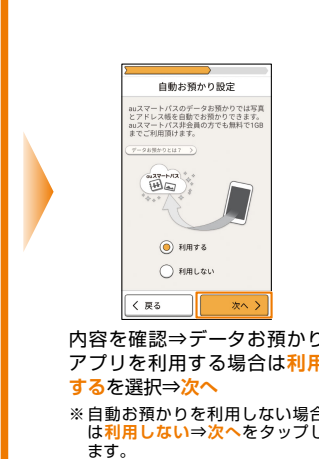 自動お預かり設定
auスマートパスのデータお預かりでは写真
とアドレス帳を自動でお預かりできます。
auスマートパス非会員の方でも無料で1GB
までご利用頂けます。
データお預かりとは?
auスマートパス
利用する
利用しない
戻る
次へ
内容を確認⇒データお預かり
アプリを利用する場合は利用
するを選択⇒次へ
※自動お預かりを利用しない場合
は利用しない⇒次へをタップし
ます。